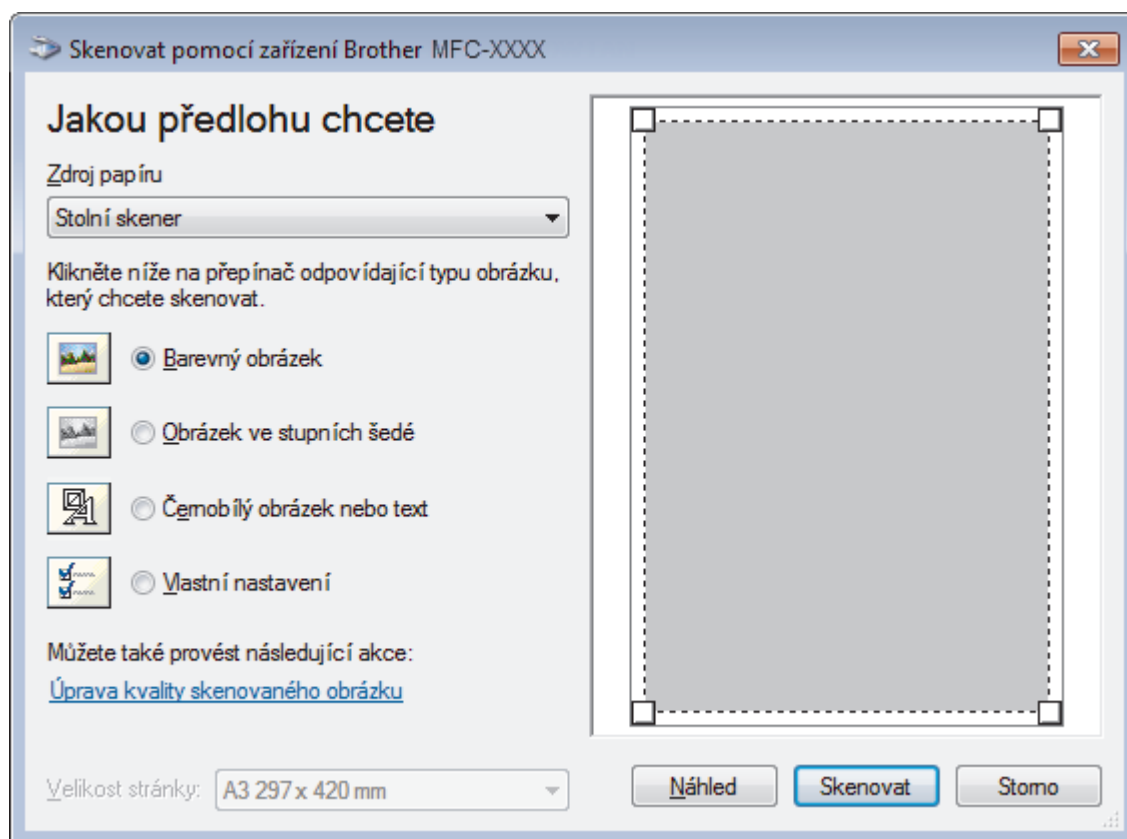 Skenovat pomocí zařízení Brother MFC-XXXX
Jakou předlohu chcete
Zdroj papíru
Stolní skener
Klikněte níže na přepínač odpovídající typu obrázku,
který chcete skenovat.
Barevný obrázek
Obrázek ve stupních šedé
Černobílý obrázek nebo text
Vlastní nastavení
Můžete také provést následující akce:
Úprava kvality skenovaného obrázku
Velikost stránky: A3 297 x 420 mm
Náhled Skenovat Storno